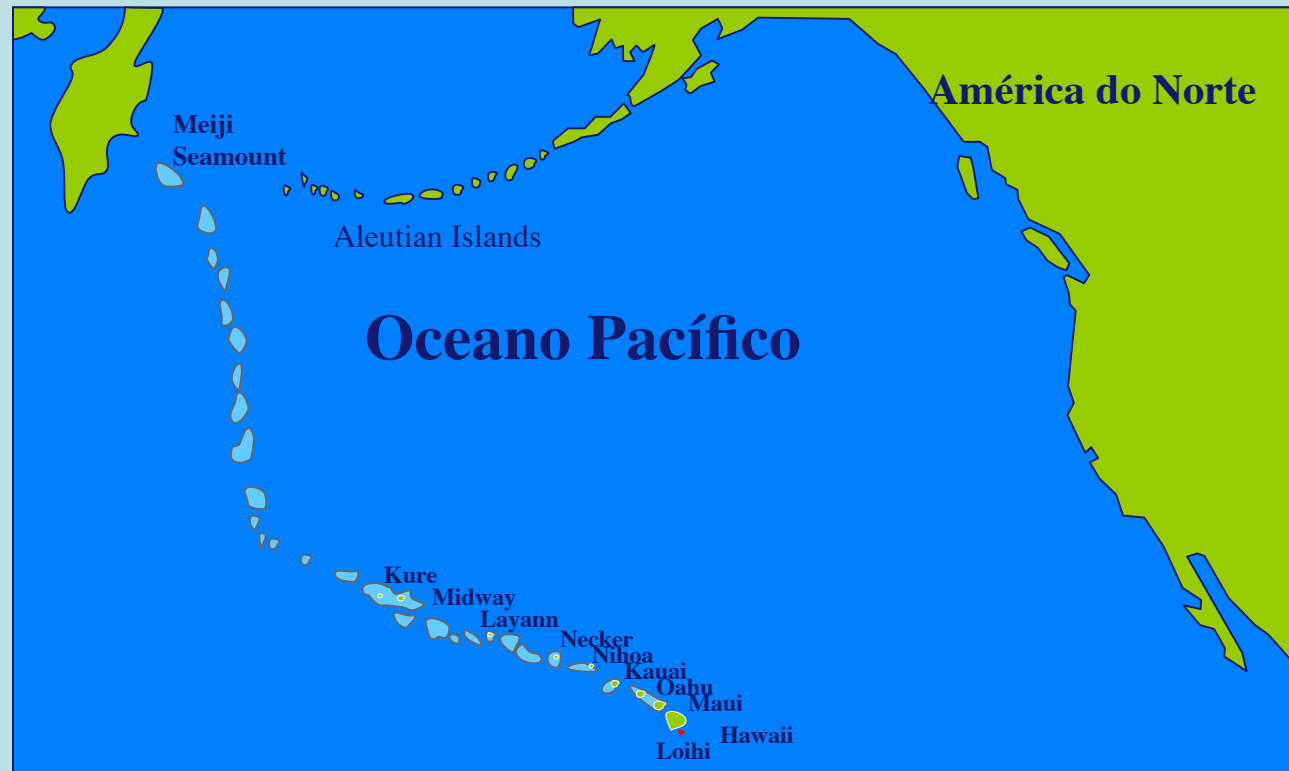 América do Norte
Meiji
Seamount
Aleutian Islands
Oceano Pacífico
Kure
Midway
Layann
Necker
Nihoa
Kauai
Oahu
Maui
Hawaii
Loihi